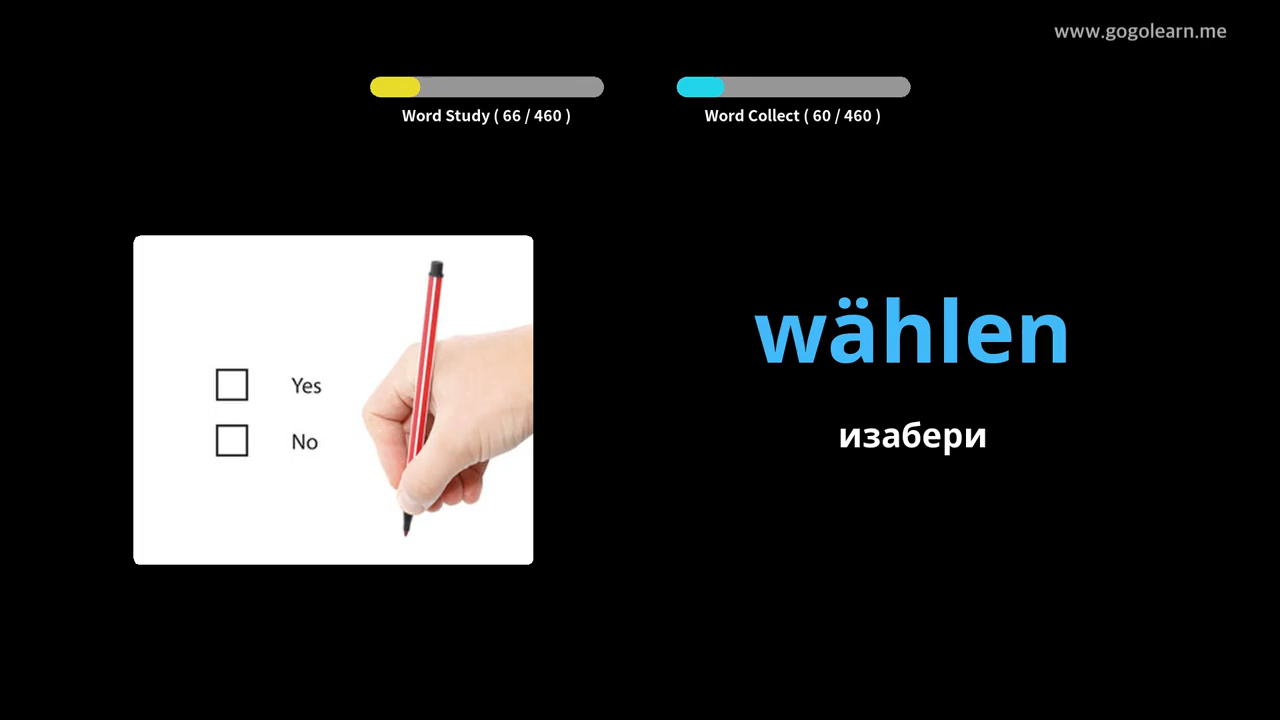 www.gogolearn.me
Word Study ( 66 / 460 )
Word Collect ( 60 / 460 )
Yes
No
wählen
изабери